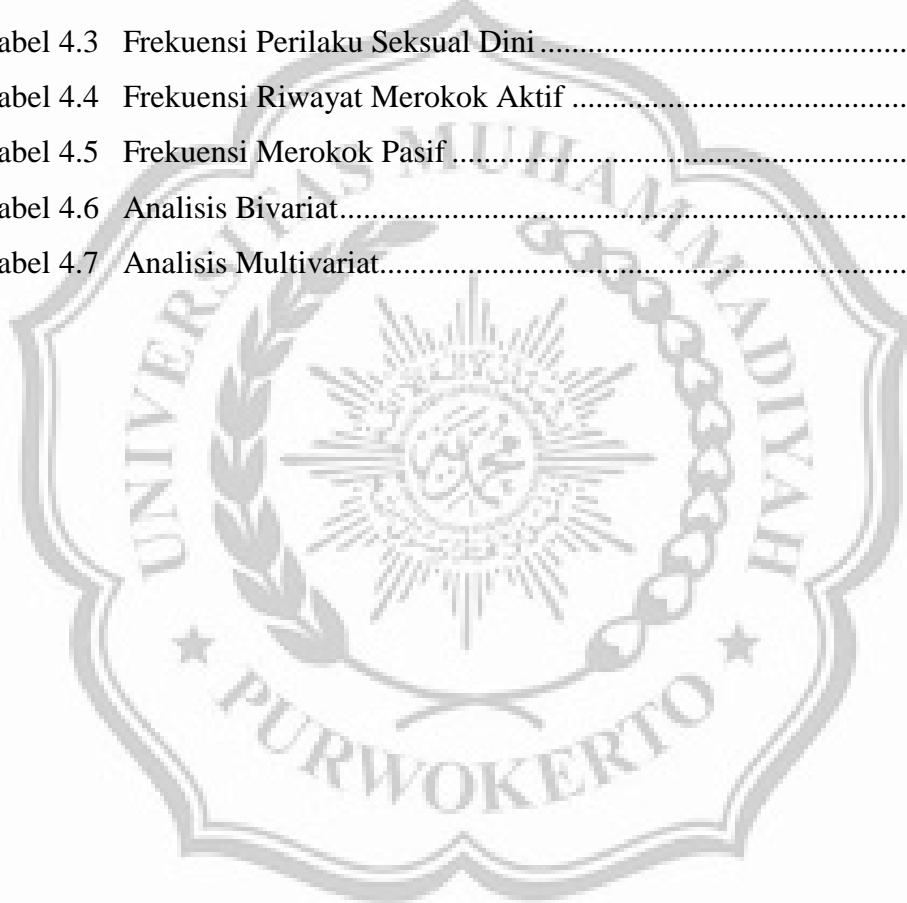 abel 4.3 Frekuensi Perilaku Seksual Dini ........................................................
abel 4.4 Frekuensi Riwayat Merokok Aktif ...................................................
abel 4.5 Frekuensi Merokok Pasif ....................................................................
abel 4.6 Analisis Bivariat...................................................................................
abel 4.7 Analisis Multivariat.............................................................................
UNIVERSITAS MUHAMMADIYAH
PURWOKERTO